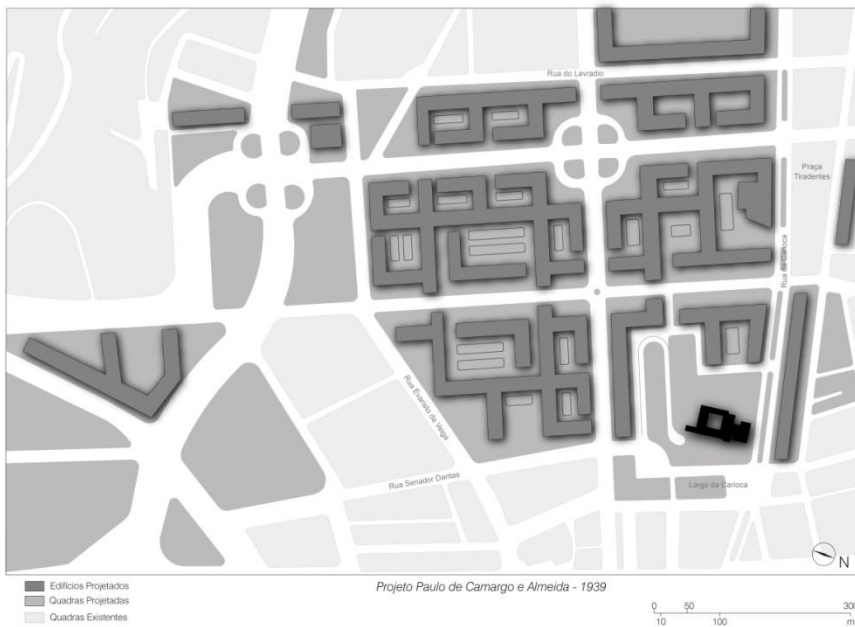 Rua do Lavradio
Praça
Tiradentes
Rua da Carioca
Rua Evaristo da Veiga
Rua Senador Dantas
Largo da Carioca
N
Edifícios Projetados
Quadras Projetadas
Quadras Existentes
Projeto Paulo de Camargo e Almeida - 1939
0 50 300
10 100 m